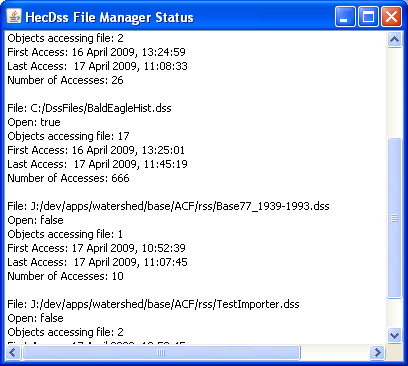 HecDss File Manager Status
Objects accessing file: 2
First Access: 16 April 2009, 13:24:59
Last Access:  17 April 2009, 11:08:33
Number of Accesses: 26
File: C:/DssFiles/BaldEagleHist.dss
Open: true
Objects accessing file: 17
First Access: 16 April 2009, 13:25:01
Last Access:  17 April 2009, 11:45:19
Number of Accesses: 666
File: J:/dev/apps/watershed/base/ACF/rss/Base77_1939-1993.dss
Open: false
Objects accessing file: 1
First Access: 17 April 2009, 10:52:39
Last Access:  17 April 2009, 11:07:45
Number of Accesses: 10
File: J:/dev/apps/watershed/base/ACF/rss/TestImporter.dss
Open: false
Objects accessing file: 2